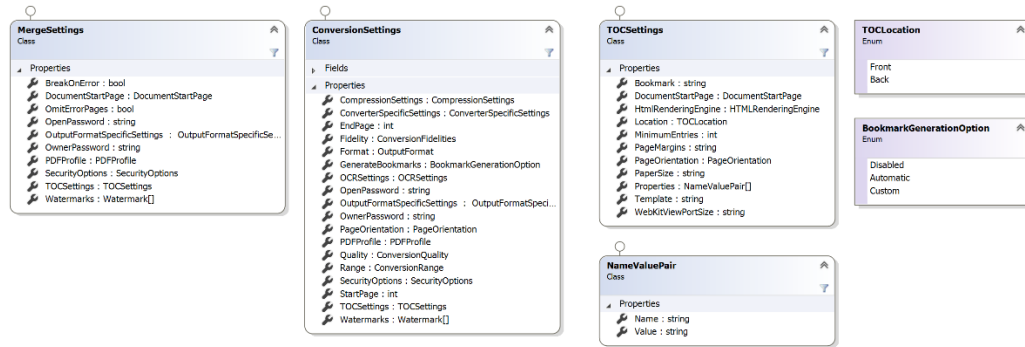 MergeSettings
Class
Properties
BreakOnError : bool
DocumentStartPage : DocumentStartPage
OmitErrorPages : bool
OpenPassword : string
OutputFormatSpecificSettings : OutputFormatSpecificSe...
OwnerPassword : string
PDFProfile : PDFProfile
SecurityOptions : SecurityOptions
TOCSettings : TOCSettings
Watermarks : Watermark[]
ConversionSettings
Class
Fields
Properties
CompressionSettings : CompressionSettings
ConverterSpecificSettings : ConverterSpecificSettings
EndPage : int
Fidelity : ConversionFidelities
Format : OutputFormat
GenerateBookmarks : BookmarkGenerationOption
OCRSettings : OCRSettings
OpenPassword : string
OutputFormatSpecificSettings : OutputFormatSpeci...
OwnerPassword : string
PageOrientation : PageOrientation
PDFProfile : PDFProfile
Quality : ConversionQuality
Range : ConversionRange
SecurityOptions : SecurityOptions
StartPage : int
TOCSettings : TOCSettings
Watermarks : Watermark[]
TOCSettings
Class
Properties
Bookmark : string
DocumentStartPage : DocumentStartPage
HtmlRenderingEngine : HTMLRenderingEngine
Location : TOCLocation
MinimumEntries : int
PageMargins : string
PageOrientation : PageOrientation
PaperSize : string
Properties : NameValuePair[]
Template : string
WebKitViewPortSize : string
NameValuePair
Class
Properties
Name : string
Value : string
TOCLocation
Enum
Front
Back
BookmarkGenerationOption
Enum
Disabled
Automatic
Custom